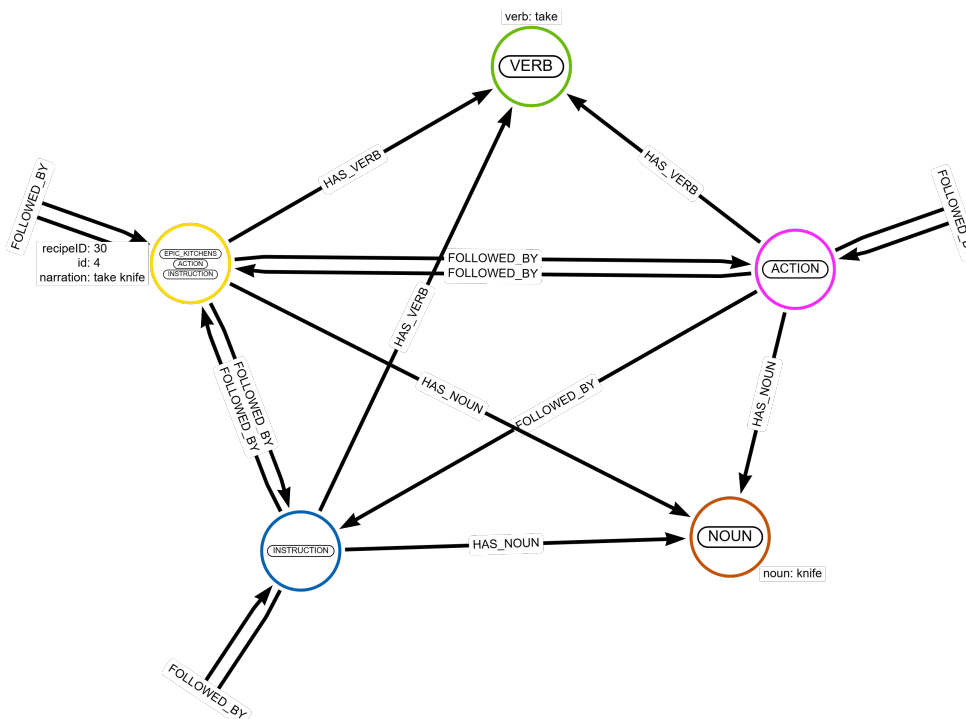 verb: take
VERB
HAS_VERB
HAS_VERB
FOLLOWED_BY
FOLLOWED_B
recipeID: 30
id: 4
narration: take knife
EPIC_KITCHENS
ACTION
INSTRUCTION
FOLLOWED_BY
FOLLOWED_BY
ACTION
HAS_VERB
FOLLOWED_BY
FOLLOWED_BY
HAS_NOUN
FOLLOWED_BY
HAS_NOUN
INSTRUCTION
HAS_NOUN
NOUN
noun: knife
FOLLOWED_BY